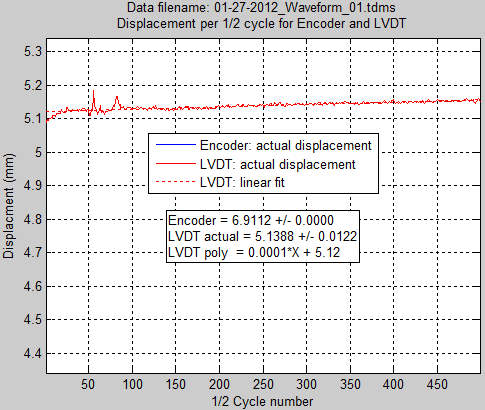 Data filename: 01-27-2012_Waveform_01.tdms
Displacement per 1/2 cycle for Encoder and LVDT
5.3
5.2
5.1
5
4.9
4.8
4.7
4.6
4.5
4.4
Displacment (mm)
Encoder: actual displacement
LVDT: actual displacement
LVDT: linear fit
Encoder = 6.9112 +/- 0.0000
LVDT actual = 5.1388 +/- 0.0122
LVDT poly = 0.0001*X + 5.12
50 100 150 200 250 300 350 400 450
1/2 Cycle number